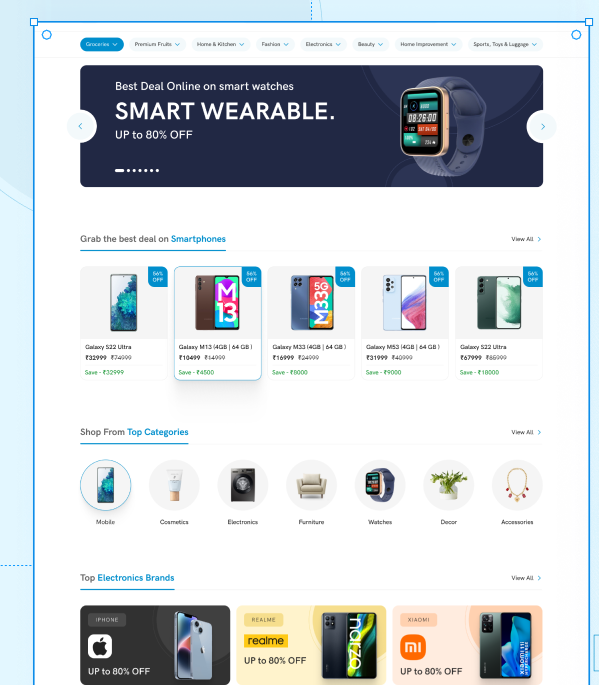 Groceries
Premium Fruits
Home & Kitchen
Fashion
Electronics
Beauty
Home Improvement
Sports, Toys & Luggage
Best Deal Online on smart watches
SMART WEARABLE.
UP to 80% OFF
08:26:00
Grab the best deal on Smartphones
View All
56% OFF
56% OFF
56% OFF
56% OFF
56% OFF
M13
5G
M33
Galaxy S22 Ultra
₹32999 ₹74999
Save - ₹32999
Galaxy M13 (4GB | 64 GB )
₹10499 ₹14999
Save - ₹4500
Galaxy M33 (4GB | 64 GB )
₹16999 ₹24999
Save - ₹8000
Galaxy M53 (4GB | 64 GB )
₹31999 ₹40999
Save - ₹9000
Galaxy S22 Ultra
₹67999 ₹85999
Save - ₹18000
Shop From Top Categories
View All
Mobile
Cosmetics
Electronics
Furniture
Watches
Decor
Accessories
Top Electronics Brands
View All
IPHONE
UP to 80% OFF
REALME
realme
UP to 80% OFF
narzo
XIAOMI
mi
UP to 80% OFF